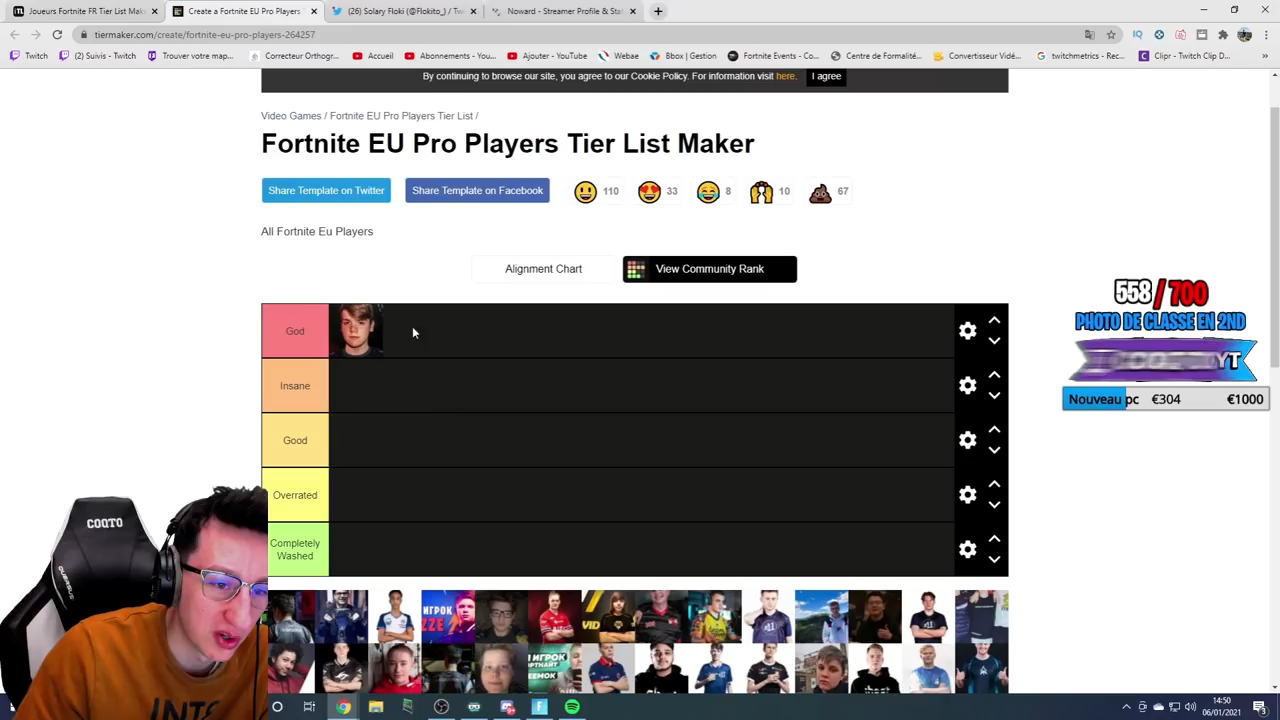 Joueurs Fortnite FR Tier List Mak
Create a Fortnite EU Pro Players
(26) Solary Floki (@Flokito_) / Twe
Noward - Streamer Profile & Stat
tiermaker.com/create/fortnite-eu-pro-players-264257
Twitch
(2) Suivis - Twitch
Trouver votre map...
Correcteur Orthogr...
Accueil
Abonnements - You...
Ajouter - YouTube
Webae
Bbox | Gestion
Fortnite Events - Co...
Centre de Formalité...
Convertisseur Vidé...
twitchmetrics - Rec...
Clipr - Twitch Clip D...
By continuing to browse our site, you agree to our Cookie Policy. For information visit here.
I agree
Video Games / Fortnite EU Pro Players Tier List /
Fortnite EU Pro Players Tier List Maker
Share Template on Twitter
Share Template on Facebook
110
33
8
10
67
All Fortnite Eu Players
Alignment Chart
View Community Rank
God
Insane
Good
Overrated
Completely
Washed
558/700
PHOTO DE CLASSE EN 2ND
YT
Nouveau pc €304 €1000
COQTO
ИГРОК
14:50
06/01/2021